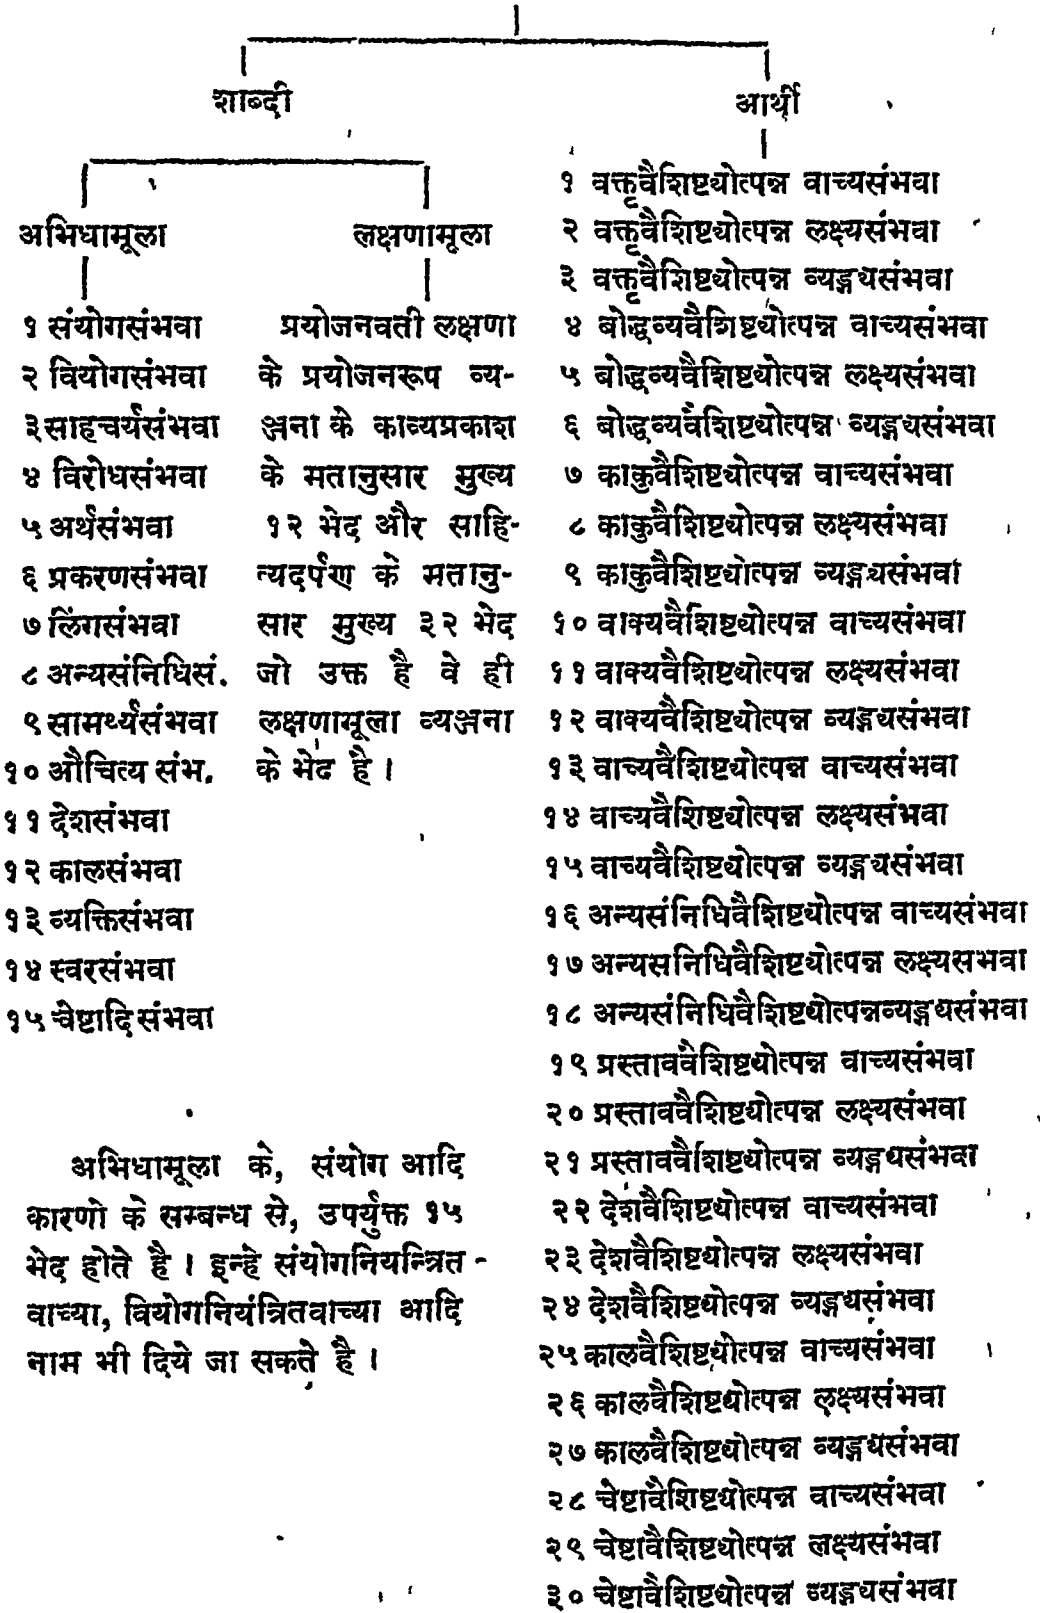 शाब्दी
आर्थी
अभिधामूला
१ संयोगसंभवा
२ वियोगसंभवा
३ साहचर्यसंभवा
४ विरोधसंभवा
५ अर्थसंभवा
६ प्रकरणसंभवा
७ लिंगसंभवा
८ अन्यसंनिधिसं.
९ सामर्थ्यसंभवा
१० औचित्य संभ.
११ देशसंभवा
१२ कालसंभवा
१३ व्यक्तिसंभवा
१४ स्वरसंभवा
१५ चेष्टादिसंभवा
लक्षणामूला
प्रयोजनवती लक्षणा
के प्रयोजनरूप व्य-
ञ्जना के काव्यप्रकाश
के मतानुसार मुख्य
१२ भेद और साहि-
त्यदर्पण के मतानु-
सार मुख्य ३२ भेद
जो उक्त है वे ही
लक्षणामूला व्यञ्जना
के भेद है ।
अभिधामूला के, संयोग आदि
कारणो के सम्बन्ध से, उपर्युक्त १५
भेद होते है । इन्हे संयोगनियन्त्रित-
वाच्या, वियोगनियंत्रितवाच्या आदि
नाम भी दिये जा सकते है ।
१ वक्तृवैशिष्ट्योत्पन्न वाच्यसंभवा
२ वक्तृवैशिष्ट्योत्पन्न लक्ष्यसंभवा
३ वक्तृवैशिष्ट्योत्पन्न व्यङ्ग्यसंभवा
४ बोद्धव्यवैशिष्ट्योत्पन्न वाच्यसंभवा
५ बोद्धव्यवैशिष्ट्योत्पन्न लक्ष्यसंभवा
६ बोद्धव्यवैशिष्ट्योत्पन्न व्यङ्ग्यसंभवा
७ काकुवैशिष्ट्योत्पन्न वाच्यसंभवा
८ काकुवैशिष्ट्योत्पन्न लक्ष्यसंभवा
९ काकुवैशिष्ट्योत्पन्न व्यङ्ग्यसंभवा
१० वाक्यवैशिष्ट्योत्पन्न वाच्यसंभवा
११ वाक्यवैशिष्ट्योत्पन्न लक्ष्यसंभवा
१२ वाक्यवैशिष्ट्योत्पन्न व्यङ्ग्यसंभवा
१३ वाच्यवैशिष्ट्योत्पन्न वाच्यसंभवा
१४ वाच्यवैशिष्ट्योत्पन्न लक्ष्यसंभवा
१५ वाच्यवैशिष्ट्योत्पन्न व्यङ्ग्यसंभवा
१६ अन्यसंनिधिवैशिष्ट्योत्पन्न वाच्यसंभवा
१७ अन्यसनिधिवैशिष्ट्योत्पन्न लक्ष्यसभवा
१८ अन्यसंनिधिवैशिष्ट्योत्पन्नव्यङ्ग्यसंभवा
१९ प्रस्ताववैशिष्ट्योत्पन्न वाच्यसंभवा
२० प्रस्ताववैशिष्ट्योत्पन्न लक्ष्यसंभवा
२१ प्रस्ताववैशिष्ट्योत्पन्न व्यङ्ग्यसंभवा
२२ देशवैशिष्ट्योत्पन्न वाच्यसंभवा
२३ देशवैशिष्ट्योत्पन्न लक्ष्यसंभवा
२४ देशवैशिष्ट्योत्पन्न व्यङ्ग्यसंभवा
२५ कालवैशिष्ट्योत्पन्न वाच्यसंभवा
२६ कालवैशिष्ट्योत्पन्न लक्ष्यसंभवा
२७ कालवैशिष्ट्योत्पन्न व्यङ्ग्यसंभवा
२८ चेष्टावैशिष्ट्योत्पन्न वाच्यसंभवा
२९ चेष्टावैशिष्ट्योत्पन्न लक्ष्यसंभवा
३० चेष्टावैशिष्ट्योत्पन्न व्यङ्ग्यसंभवा